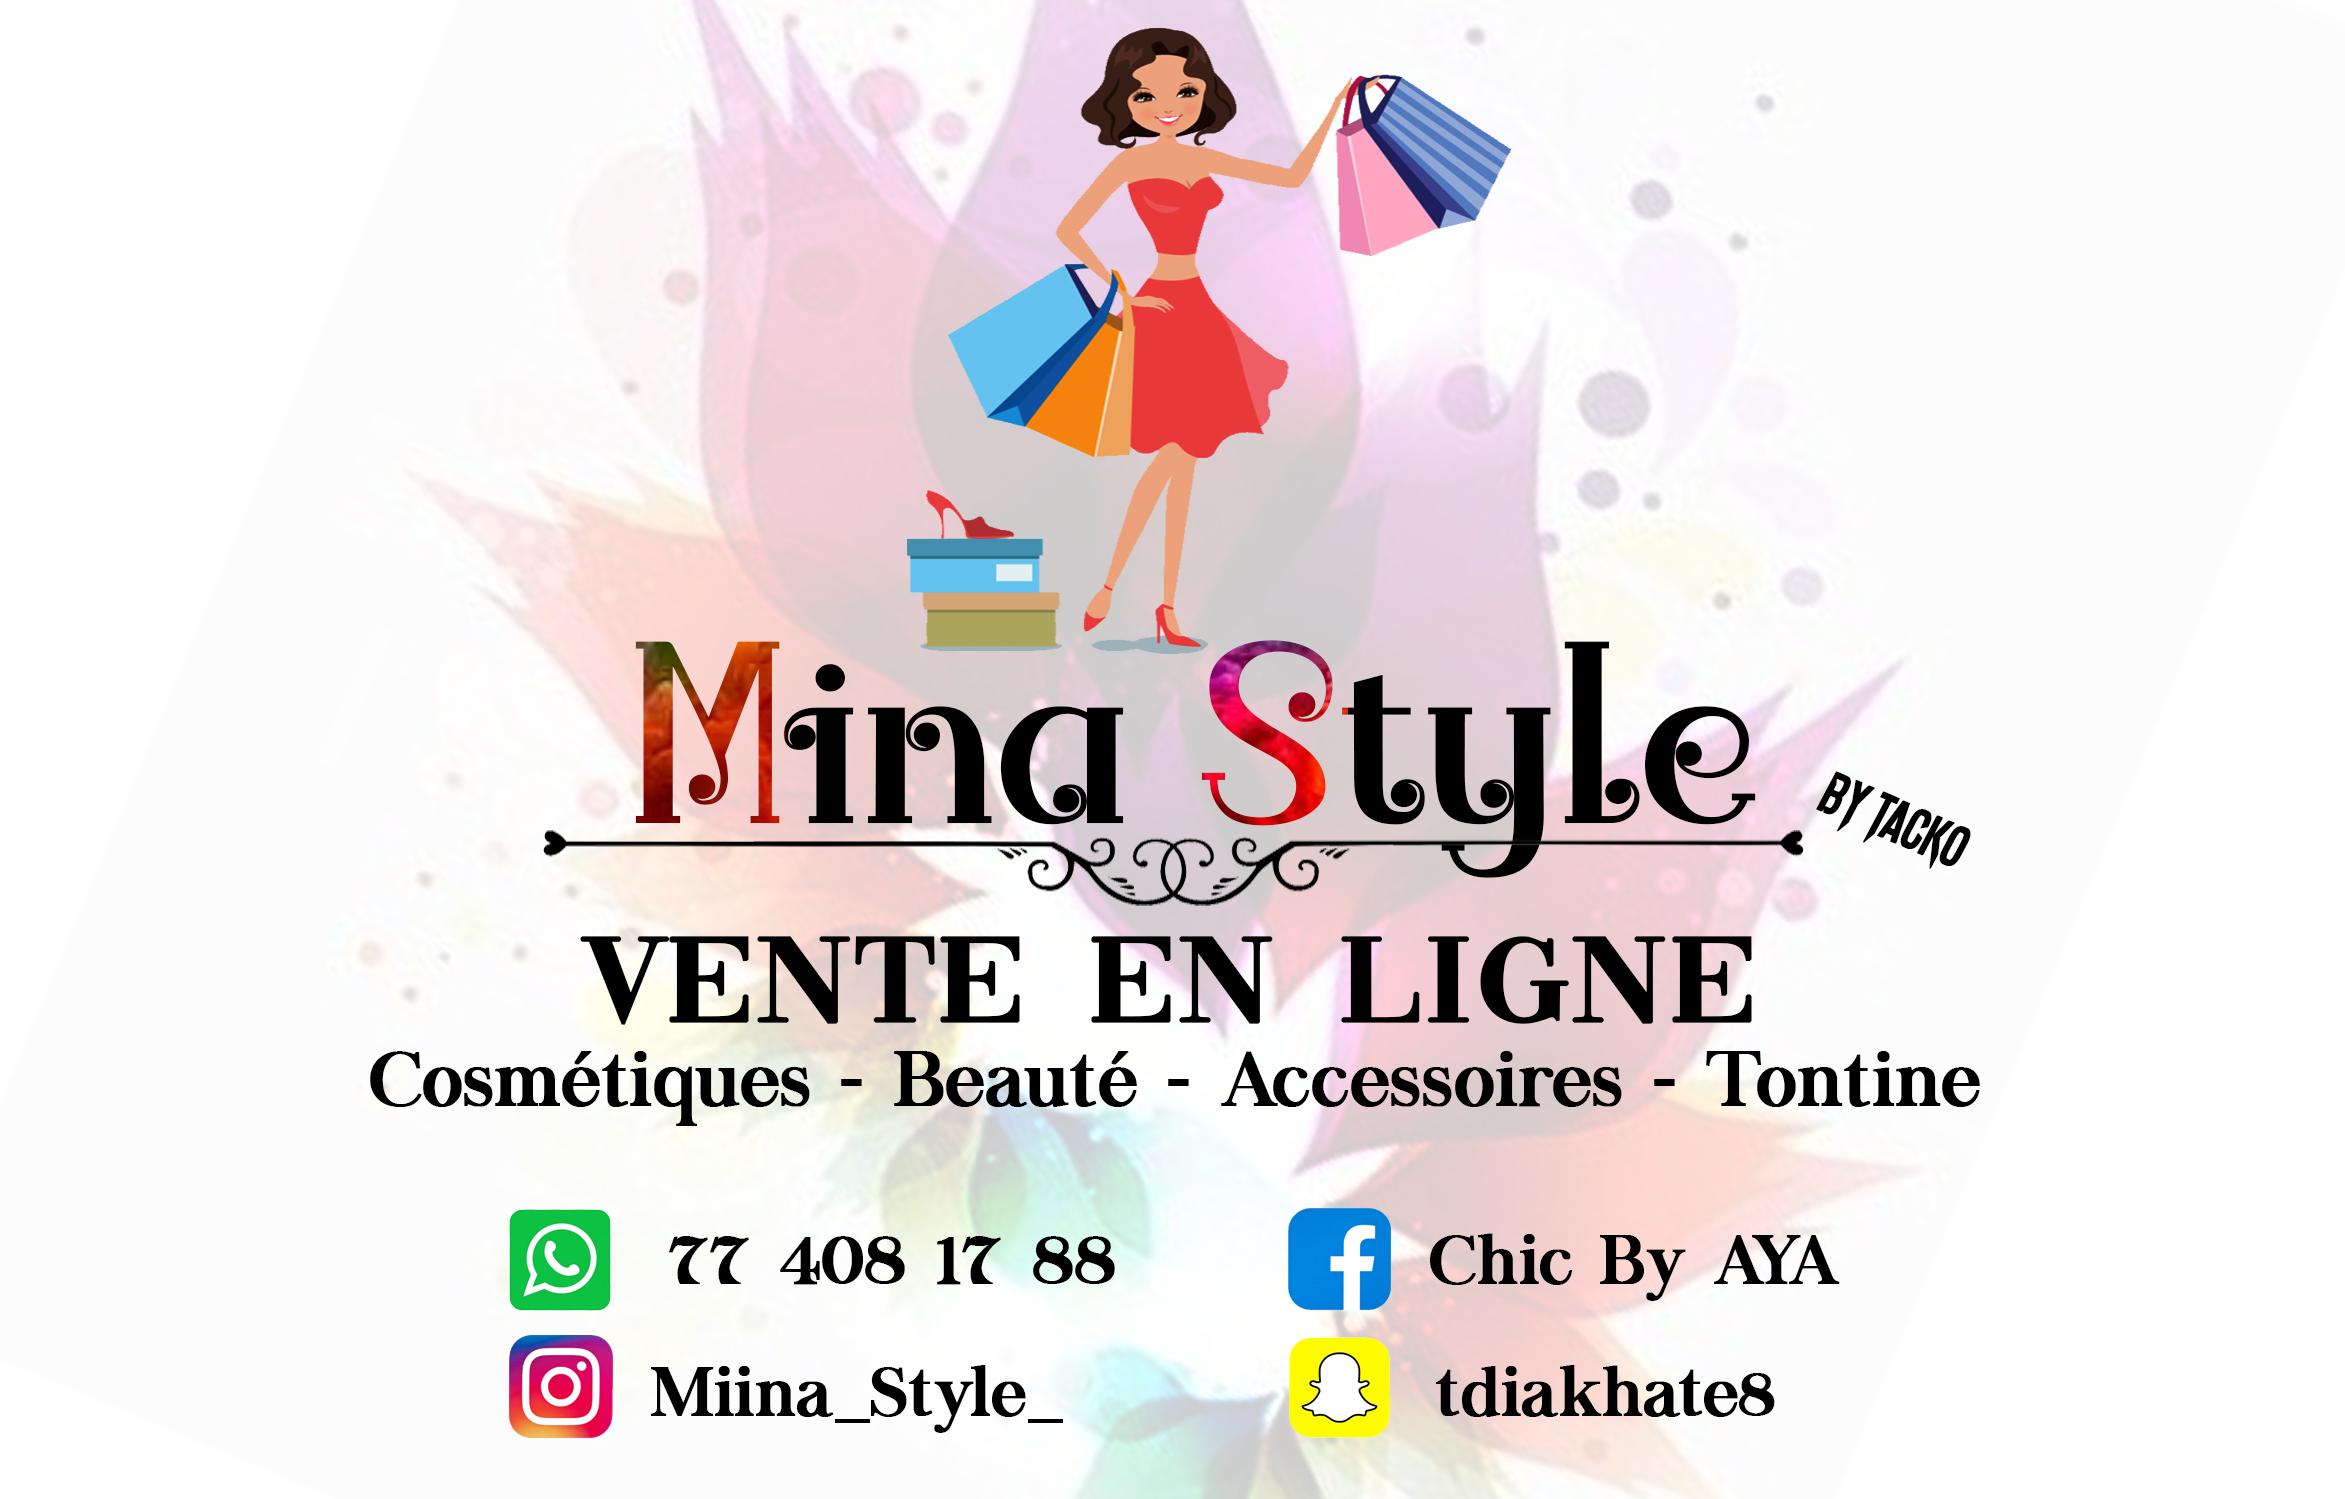 Mina Style
BY TACKO
VENTE EN LIGNE
Cosmétiques - Beauté - Accessoires - Tontine
77 408 17 88
Chic By AYA
Miina_Style_
tdiakhate8